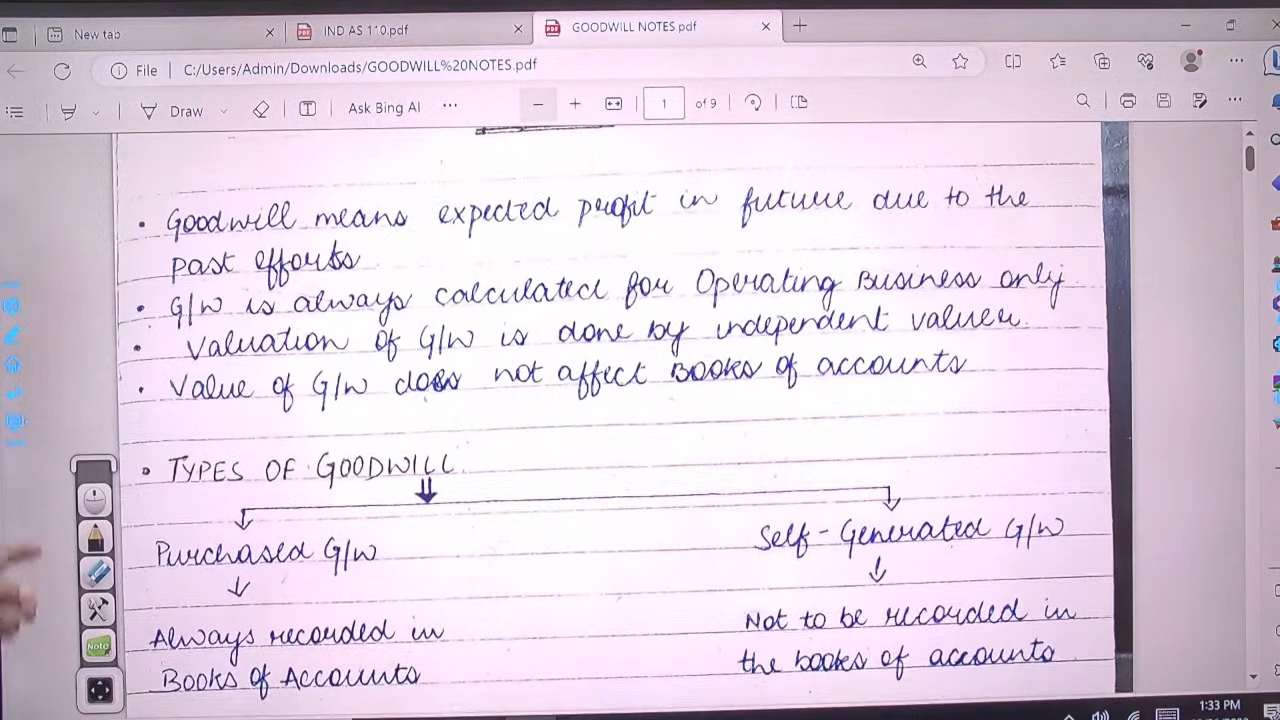 New tab
IND AS 110.pdf
GOODWILL NOTES.pdf
File | C:/Users/Admin/Downloads/GOODWILL%20NOTES.pdf
Draw
Ask Bing AI
1 of 9
• Goodwill means expected profit in future due to the
past efforts
• G/W is always calculated for Operating Business only
• Valuation of G/W is done by independent valuer.
• Value of G/W does not affect Books of accounts
• TYPES OF GOODWILL
Purchased G/W
Self-Generated G/W
Always recorded in
Books of Accounts
Not to be recorded in
the books of accounts
Note
1:33 PM